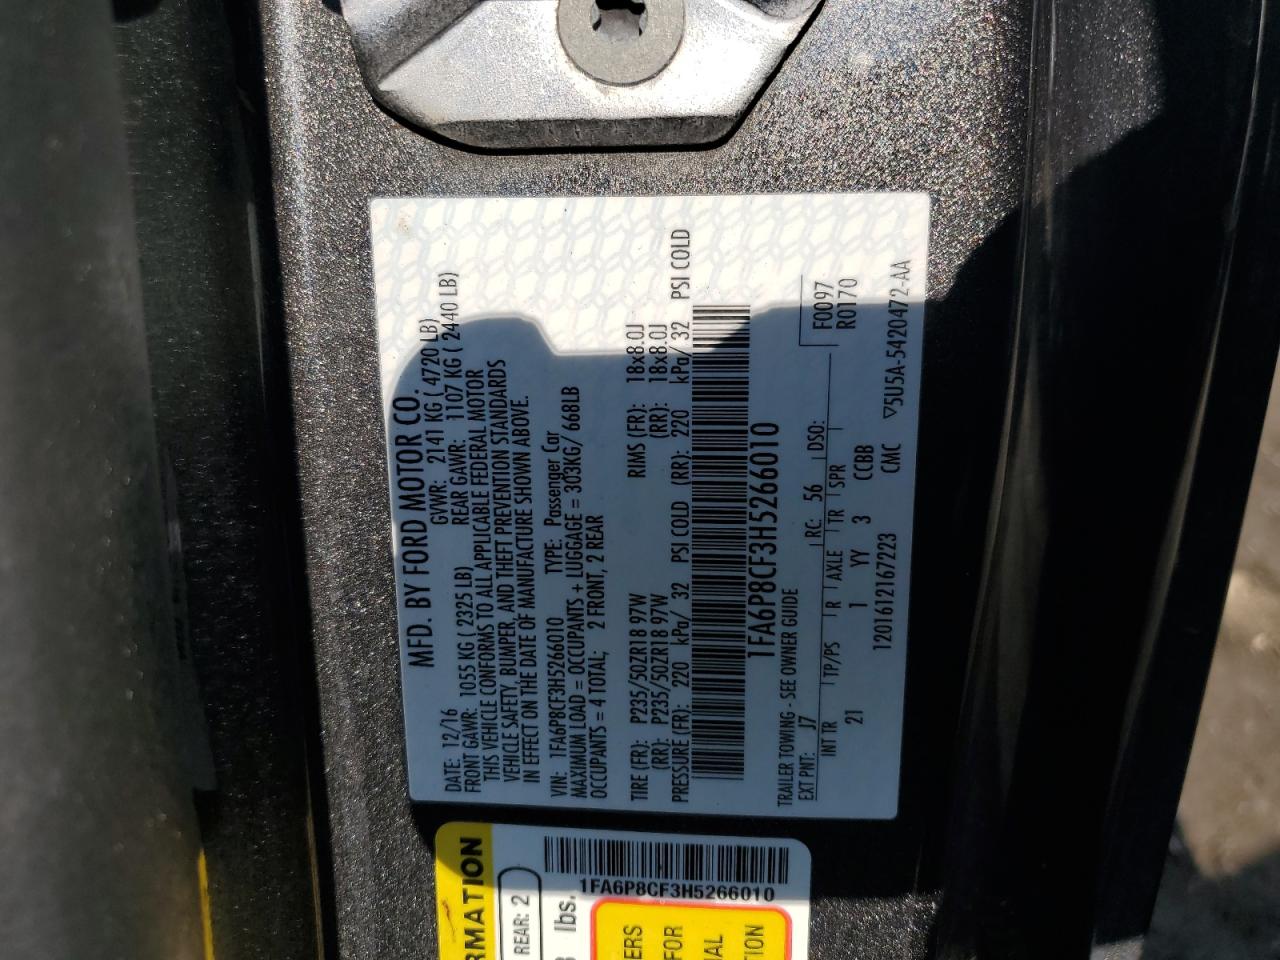 MFD. BY FORD MOTOR CO.
DATE: 12/16 GVWR: 2141 KG ( 4720 LB)
FRONT GAWR: 1055 KG ( 2325 LB) REAR GAWR: 1107 KG ( 2440 LB)
THIS VEHICLE CONFORMS TO ALL APPLICABLE FEDERAL MOTOR
VEHICLE SAFETY, BUMPER, AND THEFT PREVENTION STANDARDS
IN EFFECT ON THE DATE OF MANUFACTURE SHOWN ABOVE.
VIN: 1FA6P8CF3H5266010 TYPE: Passenger Car
MAXIMUM LOAD = OCCUPANTS + LUGGAGE = 303KG/ 668LB
OCCUPANTS = 4 TOTAL; 2 FRONT, 2 REAR
TIRE (FR): P235/50ZR18 97W RIMS (FR): 18x8.0J
(RR): P235/50ZR18 97W (RR): 18x8.0J
PRESSURE (FR): 220 kPa/ 32 PSI COLD (RR): 220 kPa/ 32 PSI COLD
1FA6P8CF3H5266010
TRAILER TOWING - SEE OWNER GUIDE
EXT PNT: J7 RC: 56 DSO: F0097
INT TR TP/PS R AXLE TR SPR R0170
21 1 YY 3 CCBB
1201612167223 CMC ▽5U5A-5420472-AA
RMATION
REAR: 2
lbs.
1FA6P8CF3H5266010
ERS
FOR
NAL
TION